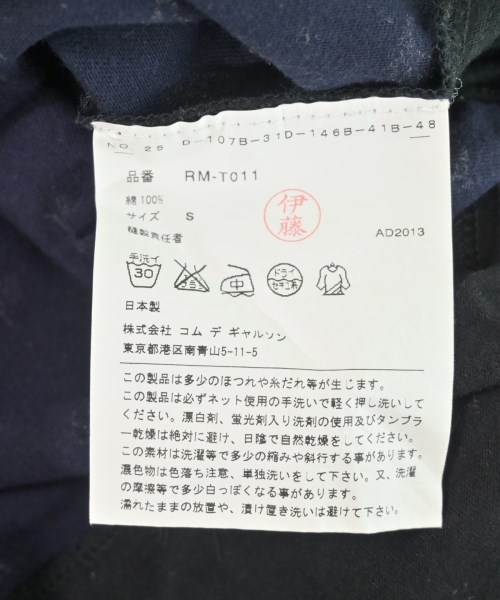 NO 25 D-107B-31D-146B-41B-48
品番 RM-T011
綿 100%
サイズ S
縫製責任者
伊藤
AD2013
手洗イ
30
中
ドライ
セキユ系
日本製
株式会社 コム デ ギャルソン
東京都港区南青山5-11-5
この製品は多少のほつれや糸だれ等が生じます。
この製品は必ずネット使用の手洗いで軽く押し洗いして
ください。漂白剤、蛍光剤入り洗剤の使用及びタンブラ
ー乾燥は絶対に避け、日陰で自然乾燥をしてください。
この素材は洗濯等で多少の縮みや斜行する事があります。
濃色物は色落ち注意、単独洗いをして下さい。又、洗濯
の摩擦等で多少白っぽくなる事があります。
濡れたままの放置や、漬け置き洗いは避けて下さい。